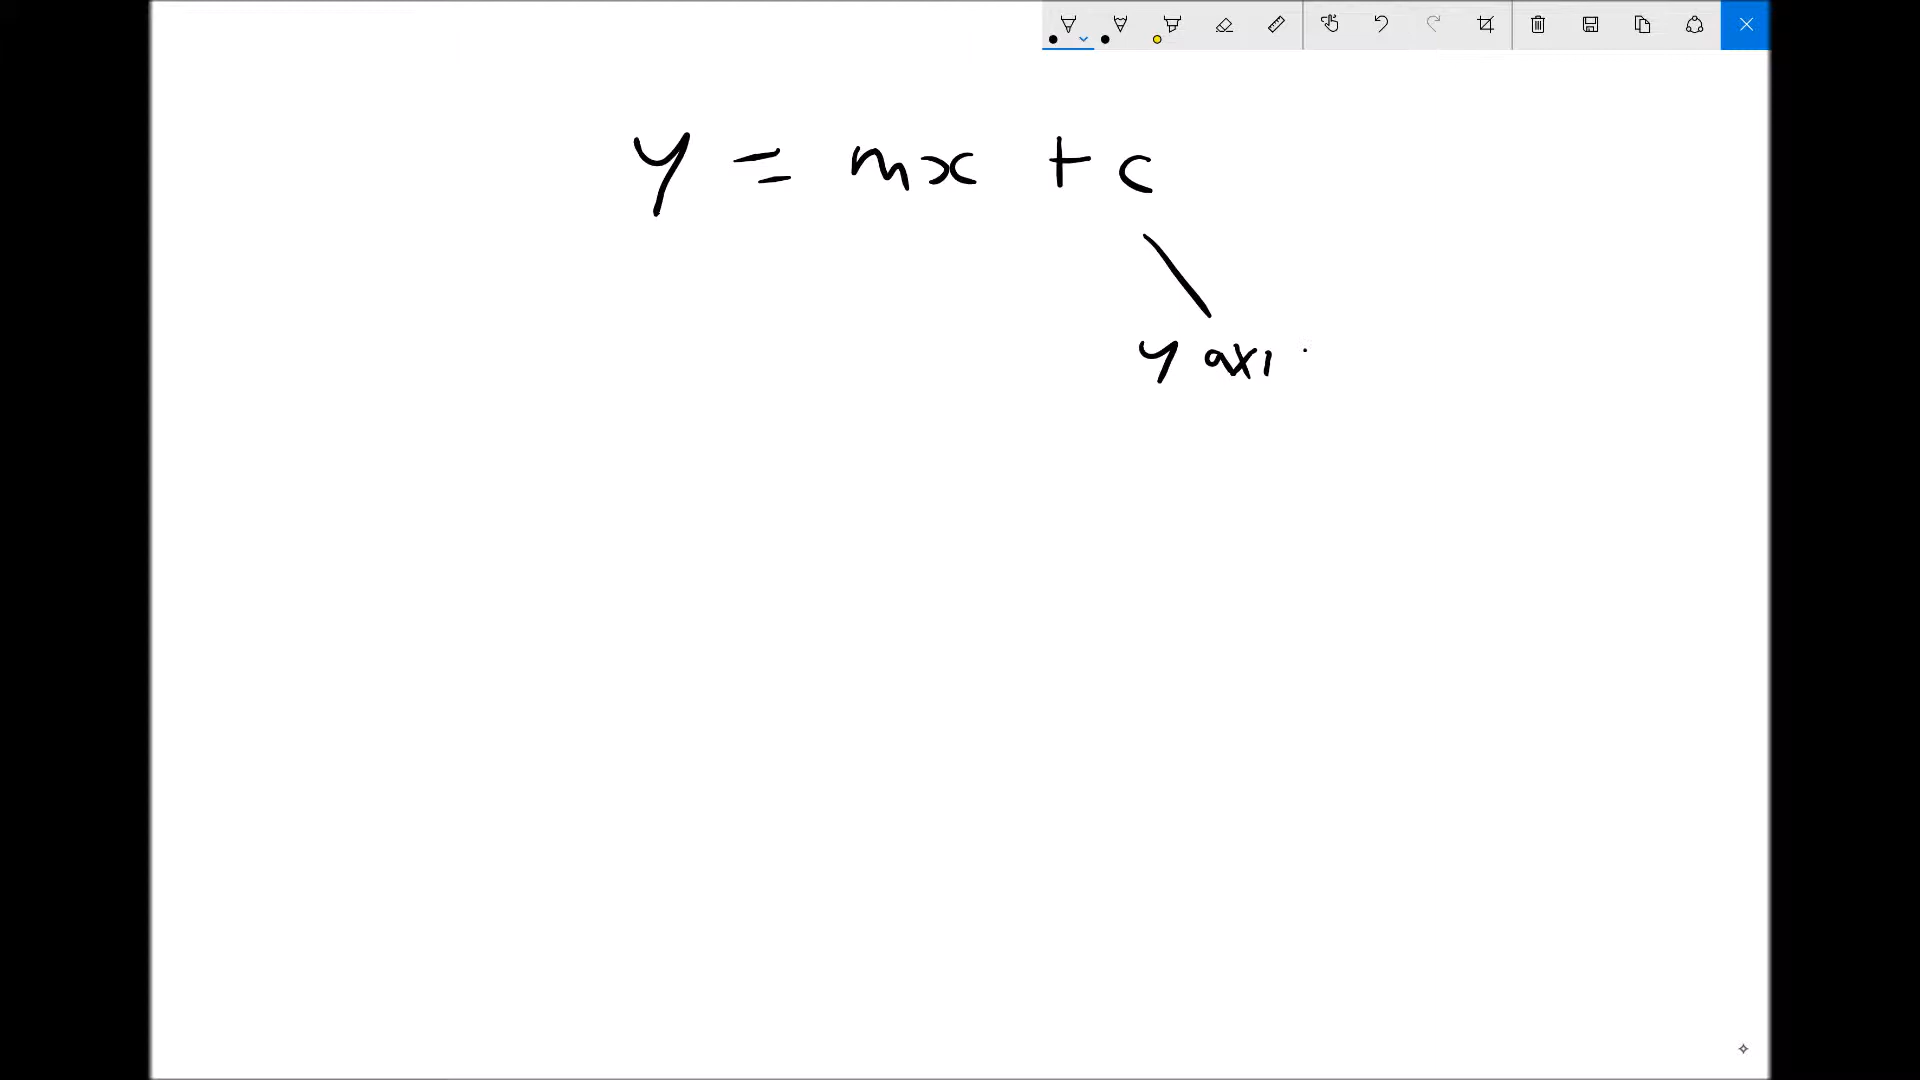 y = mx + c
y axi